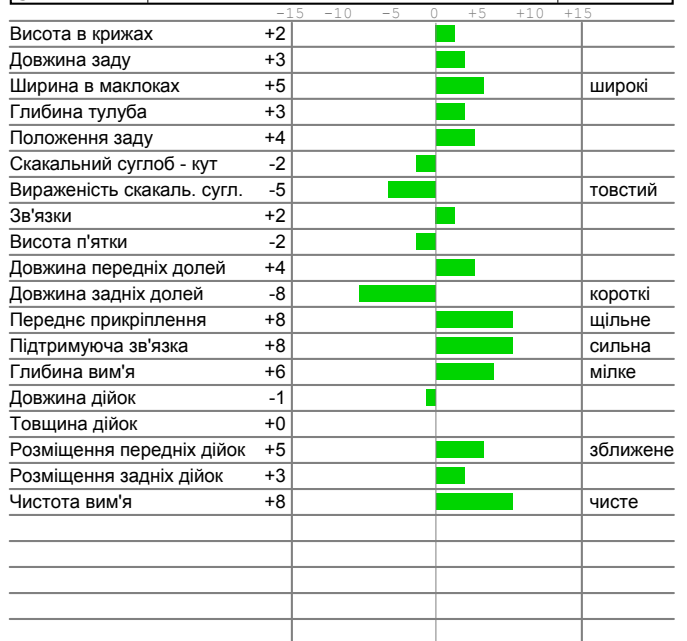 -15 -10 -5 0 +5 +10 +15
Висота в крижах +2
Довжина заду +3
Ширина в маклоках +5 широкі
Глибина тулуба +3
Положення заду +4
Скакальний суглоб - кут -2
Вираженість скакаль. сугл. -5 товстий
Зв'язки +2
Висота п'ятки -2
Довжина передніх долей +4
Довжина задніх долей -8 короткі
Переднє прикріплення +8 щільне
Підтримуюча зв'язка +8 сильна
Глибина вим'я +6 мілке
Довжина дійок -1
Товщина дійок +0
Розміщення передніх дійок +5 зближене
Розміщення задніх дійок +3
Чистота вим'я +8 чисте